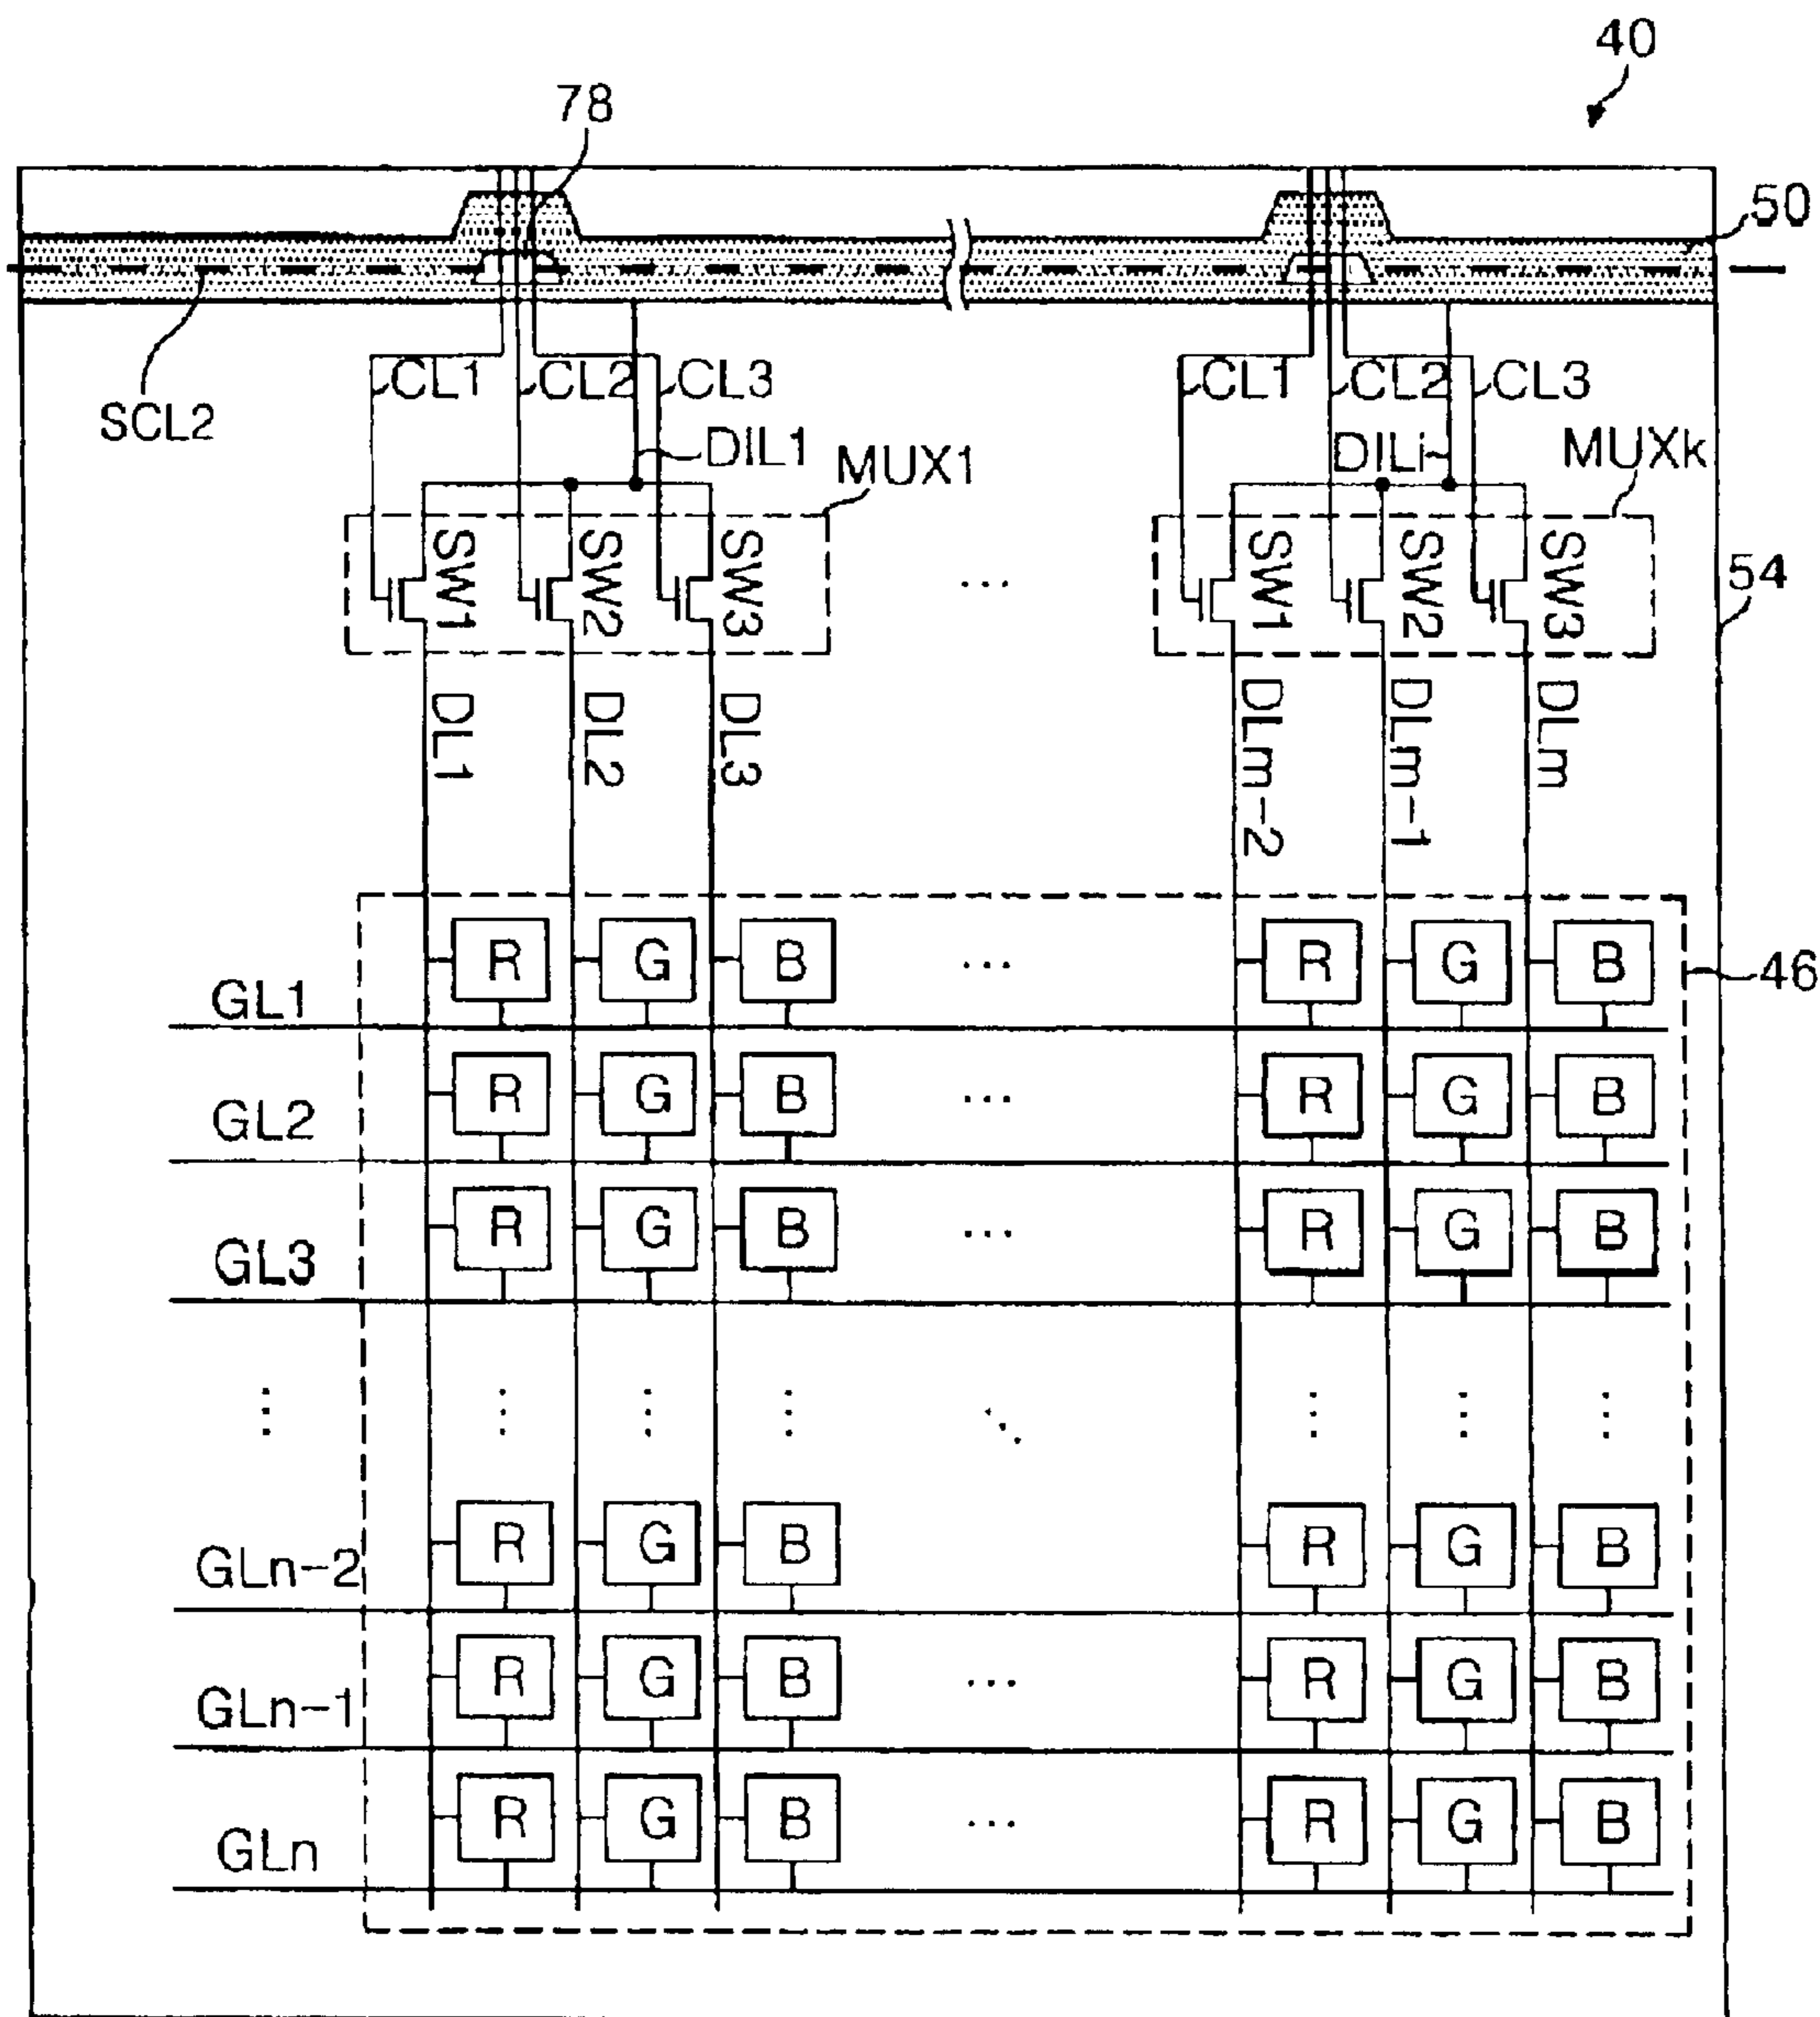 40
78
50
CL1 CL2 CL3 CL1 CL2 CL3
SCL2
DIL1 MUX1 DILi MUXk
SW1 SW2 SW3 ... SW1 SW2 SW3
54
DL1 DL2 DL3 DLm-2 DLm-1 DLm
R G B ... R G B
46
GL1
R G B ... R G B
GL2
R G B ... R G B
GL3
R G B R G B
GLn-2
R G B ... R G B
GLn-1
R G B ... R G B
GLn